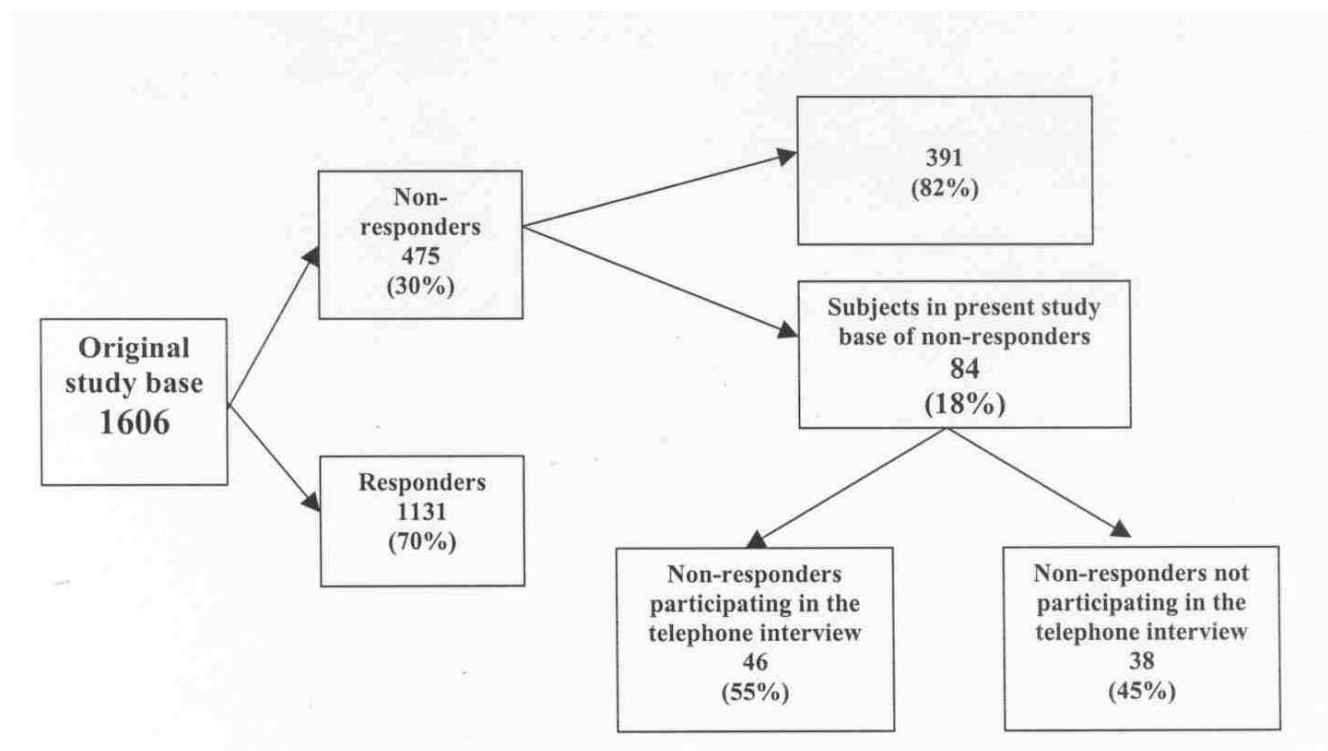 Original
study base
1606
Non-
responders
475
(30%)
Responders
1131
(70%)
391
(82%)
Subjects in present study
base of non-responders
84
(18%)
Non-responders
participating in the
telephone interview
46
(55%)
Non-responders not
participating in the
telephone interview
38
(45%)